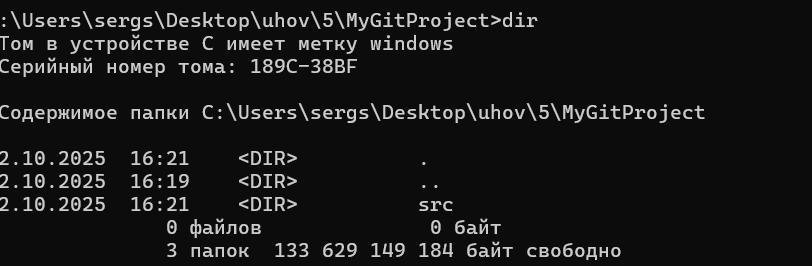 :\Users\sergs\Desktop\uhov\5\MyGitProject>dir
Том в устройстве C имеет метку windows
Серийный номер тома: 189C-38BF
Содержимое папки C:\Users\sergs\Desktop\uhov\5\MyGitProject
2.10.2025  16:21    <DIR>          .
2.10.2025  16:19    <DIR>          ..
2.10.2025  16:21    <DIR>          src
0 файлов              0 байт
3 папок  133 629 149 184 байт свободно